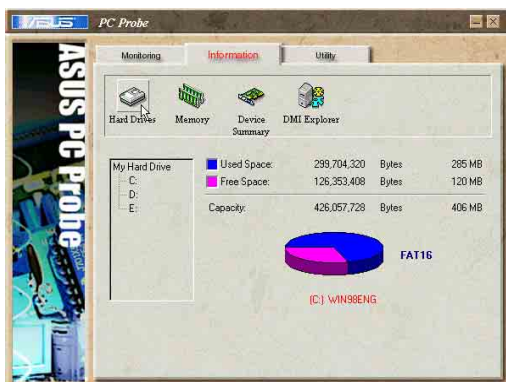 ASUS PC Probe
ASUS PC Probe
Monitoring Information Utility
Hard Drives Memory Device Summary DMI Explorer
My Hard Drive
C:
D:
E:
Used Space: 299,704,320 Bytes 285 MB
Free Space: 126,353,408 Bytes 120 MB
Capacity: 426,057,728 Bytes 406 MB
FAT16
(C:) WIN98ENG